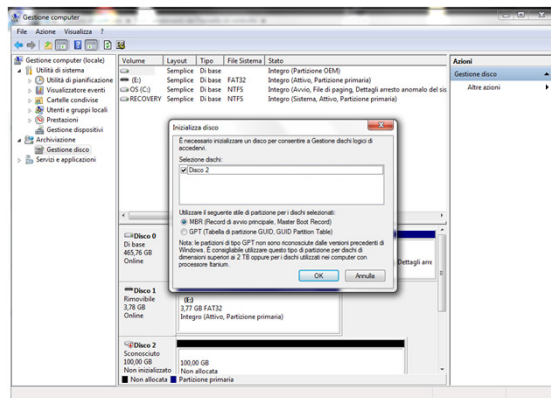 Gestione computer
File Azione Visualizza ?
Gestione computer (locale)
Utilità di sistema
Utilità di pianificazione
Visualizzatore eventi
Cartelle condivise
Utenti e gruppi locali
Prestazioni
Gestione dispositivi
Archiviazione
Gestione disco
Servizi e applicazioni
Volume Layout Tipo File Sistema Stato
Semplice Di base Integro (Partizione OEM)
(E:) Semplice Di base FAT32 Integro (Attivo, Partizione primaria)
OS (C:) Semplice Di base NTFS Integro (Avvio, File di paging, Dettagli arresto anomalo del sis
RECOVERY Semplice Di base NTFS Integro (Sistema, Attivo, Partizione primaria)
Azioni
Gestione disco
Altre azioni
Inizializza disco
È necessario inizializzare un disco per consentire a Gestione dischi logici di
accedervi.
Selezione dischi:
Disco 2
Utilizzare il seguente stile di partizione per i dischi selezionati:
MBR (Record di avvio principale, Master Boot Record)
GPT (Tabella di partizione GUID, GUID Partition Table)
Nota: le partizioni di tipo GPT non sono riconosciute dalle versioni precedenti di
Windows. È consigliabile utilizzare questo tipo di partizione per dischi di
dimensioni superiori ai 2 TB oppure per i dischi utilizzati nei computer con
processore Itanium.
OK Annulla
Disco 0
Di base
465,76 GB
Online
Dettagli arre
Disco 1
Rimovibile
3,78 GB
Online
(E:)
3,77 GB FAT32
Integro (Attivo, Partizione primaria)
Disco 2
Sconosciuto
100,00 GB
Non inizializzato
100,00 GB
Non allocata
Non allocata Partizione primaria